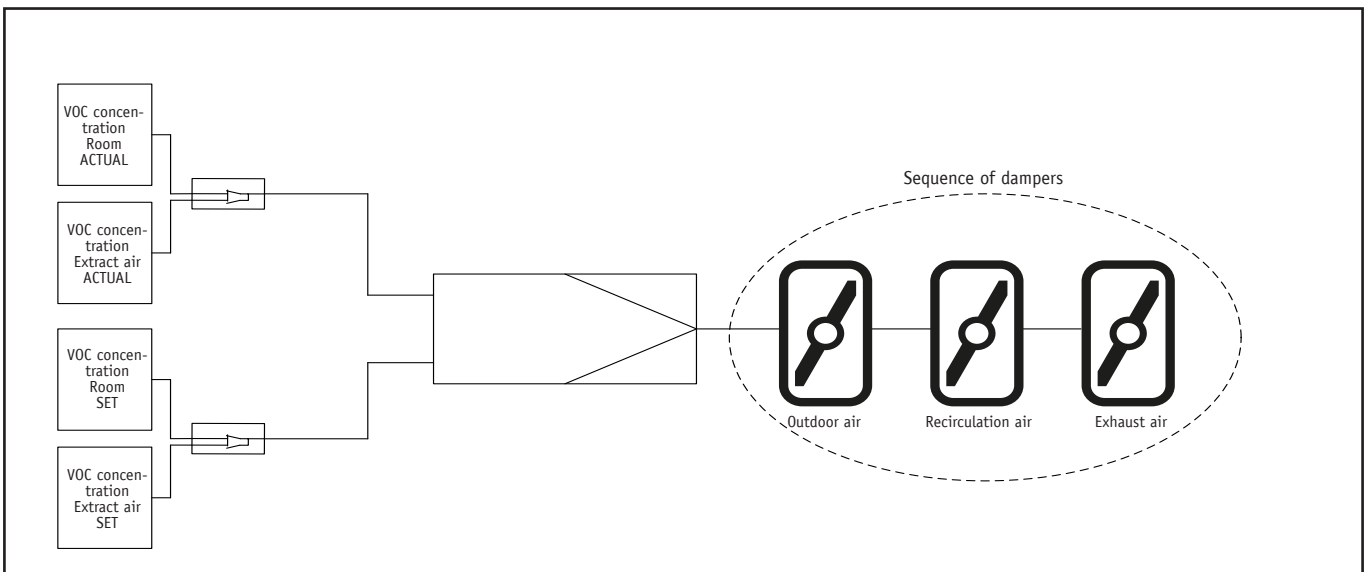 VOC concen-
tration
Room
ACTUAL
VOC concen-
tration
Extract air
ACTUAL
VOC concen-
tration
Room
SET
VOC concen-
tration
Extract air
SET
Sequence of dampers
Outdoor air
Recirculation air
Exhaust air